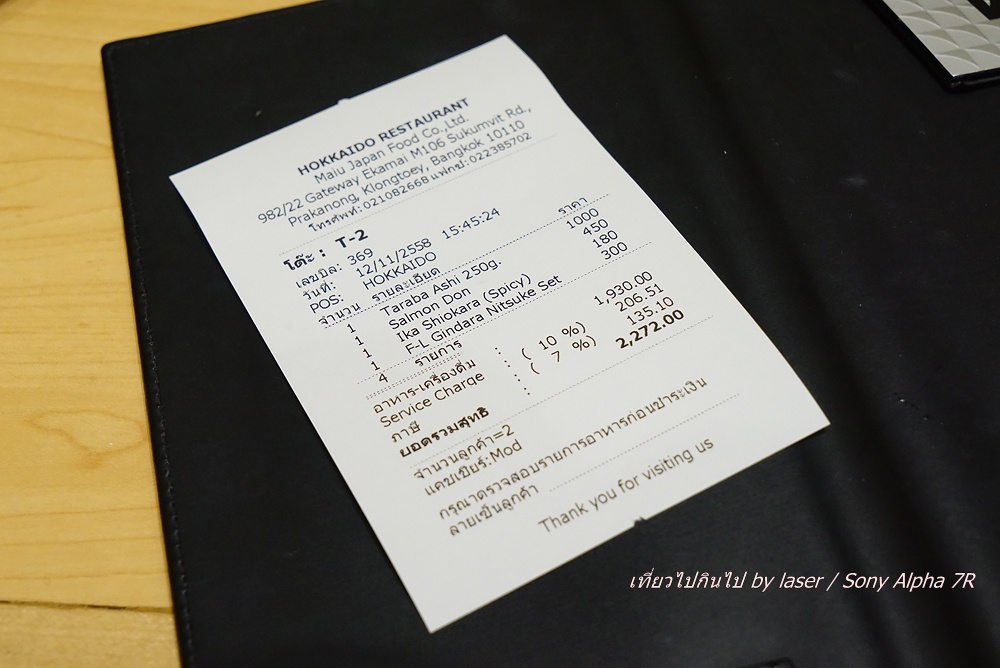 HOKKAIDO RESTAURANT
Maiu Japan Food Co.,Ltd.
982/22 Gateway Ekamai M106 Sukumvit Rd.,
Prakanong, Klongtoey, Bangkok 10110
โทรศัพท์: 021082668 แฟกซ์: 022385702
โต๊ะ : T-2
เลขบิล: 369
วันที่: 12/11/2558 15:45:24
POS: HOKKAIDO
จำนวน รายละเอียด ราคา
1 Taraba Ashi 250g. 1000
1 Salmon Don 450
1 Ika Shiokara (Spicy) 180
1 F-L Gindara Nitsuke Set 300
4 รายการ
อาหาร-เครื่องดื่ม : 1,930.00
Service Charge : ( 10 %) 206.51
ภาษี : ( 7 %) 135.10
ยอดรวมสุทธิ : 2,272.00
จำนวนลูกค้า=2
แคชเชียร์: Mod
กรุณาตรวจสอบรายการอาหารก่อนชำระเงิน
ลายเซ็นลูกค้า
Thank you for visiting us
เที่ยวไปกินไป by laser / Sony Alpha 7R